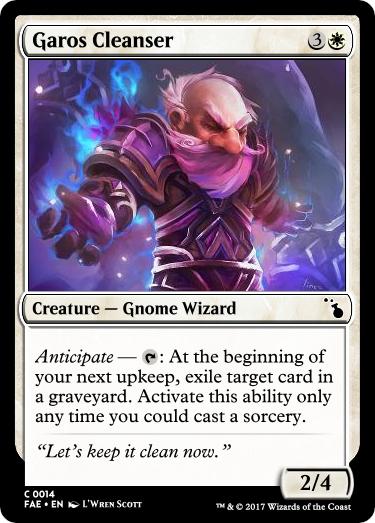 Garos Cleanser 3
Creature — Gnome Wizard
Anticipate — : At the beginning of
your next upkeep, exile target card in
a graveyard. Activate this ability only
any time you could cast a sorcery.
“Let’s keep it clean now.”
2/4
C 0014
FAE • EN L’Wren Scott
™ & © 2017 Wizards of the Coast